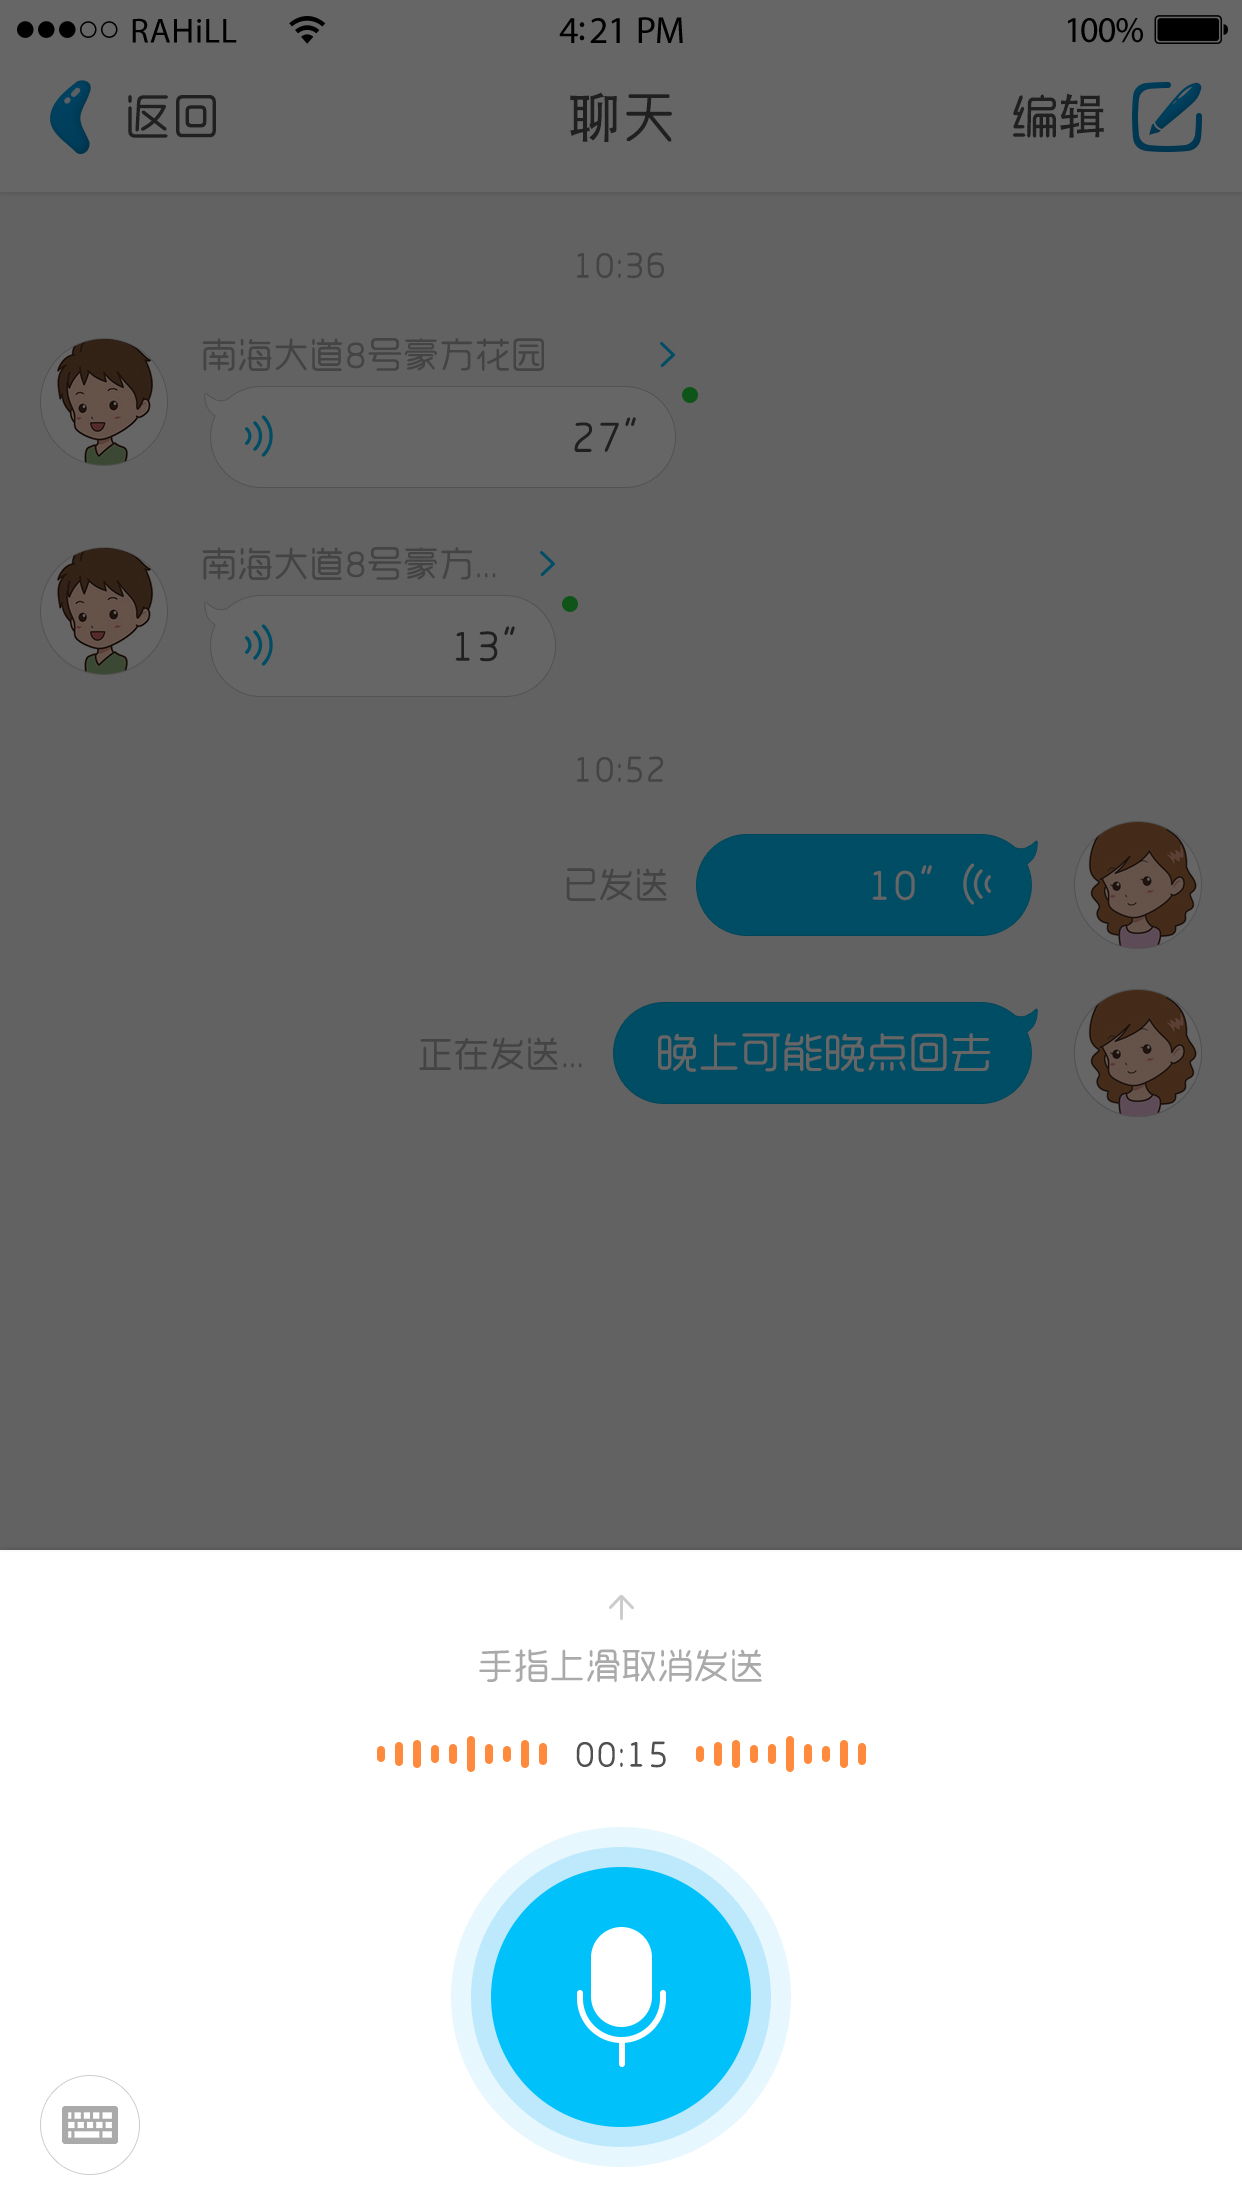 RAHiLL 4:21 PM 100%
返回 聊天 编辑
10:36
南海大道8号豪方花园
27"
南海大道8号豪方...
13"
10:52
已发送 10"
正在发送... 晚上可能晚点回去
手指上滑取消发送
00:15